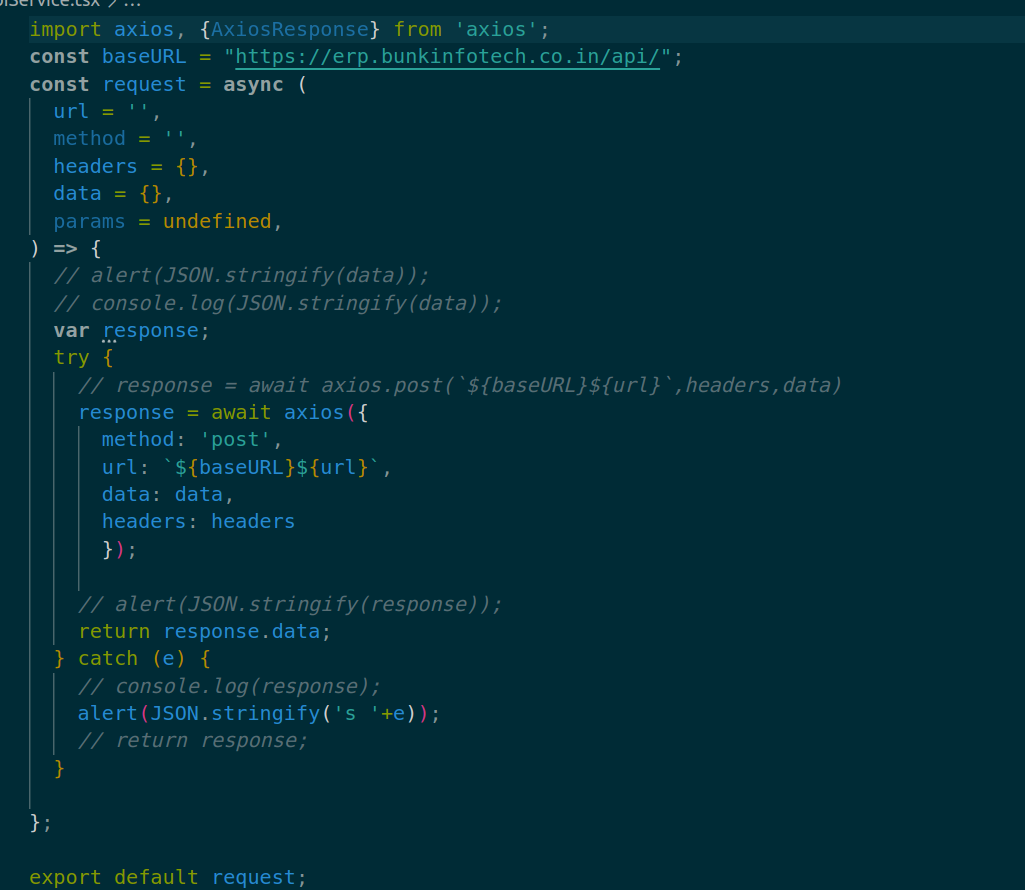 import axios, {AxiosResponse} from 'axios';
const baseURL = "https://erp.bunkinfotech.co.in/api/";
const request = async (
  url = '',
  method = '',
  headers = {},
  data = {},
  params = undefined,
) => {
  // alert(JSON.stringify(data));
  // console.log(JSON.stringify(data));
  var response;
  try {
    // response = await axios.post(`${baseURL}${url}`,headers,data)
    response = await axios({
      method: 'post',
      url: `${baseURL}${url}`,
      data: data,
      headers: headers
      });
    // alert(JSON.stringify(response));
    return response.data;
  } catch (e) {
    // console.log(response);
    alert(JSON.stringify('s '+e));
    // return response;
  }
};
export default request;